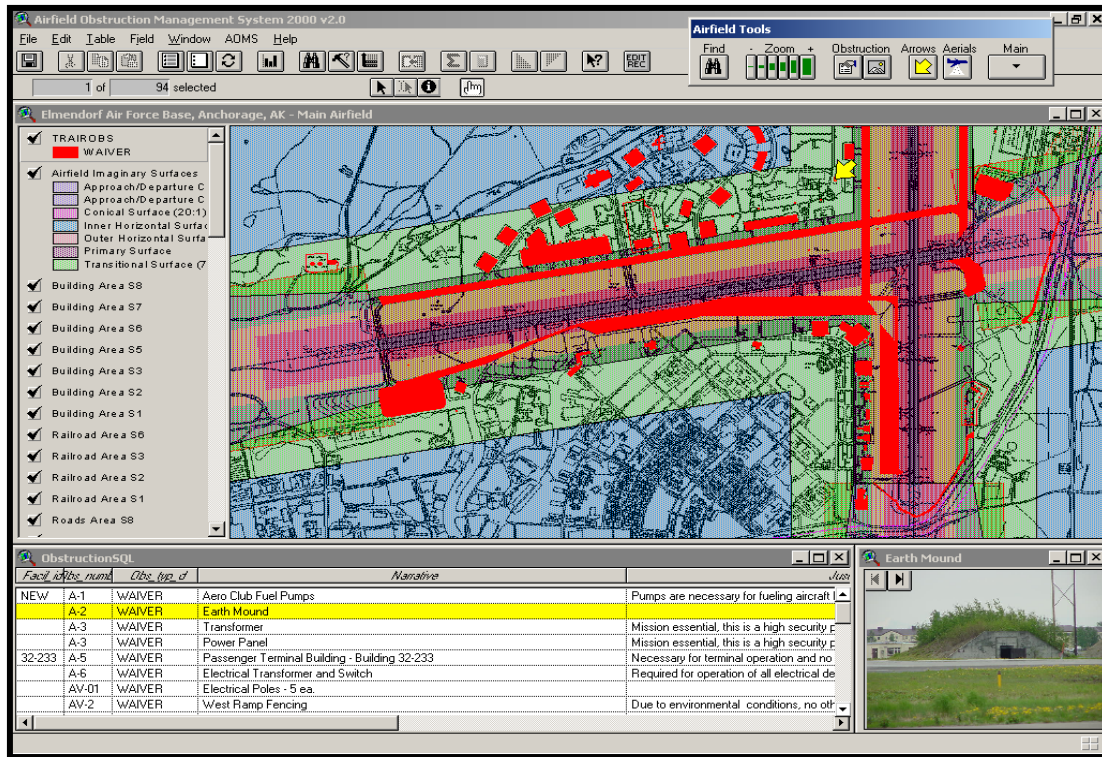 Airfield Obstruction Management System 2000 v2.0
File Edit Table Field Window AOMS Help
EDIT REC
Airfield Tools
Find - Zoom + Obstruction Arrows Aerials Main
1 of 94 selected
Elmendorf Air Force Base, Anchorage, AK - Main Airfield
TRAIROBS
WAIVER
Airfield Imaginary Surfaces
Approach/Departure C
Approach/Departure C
Conical Surface (20:1)
Inner Horizontal Surfac
Outer Horizontal Surfa
Primary Surface
Transitional Surface (7
Building Area S8
Building Area S7
Building Area S6
Building Area S5
Building Area S3
Building Area S2
Building Area S1
Railroad Area S6
Railroad Area S3
Railroad Area S2
Railroad Area S1
Roads Area S8
ObstructionSQL
Facil_id Obs_numb Obs_typ_d Narrative Jus
NEW A-1 WAIVER Aero Club Fuel Pumps Pumps are necessary for fueling aircraft
A-2 WAIVER Earth Mound
A-3 WAIVER Transformer Mission essential, this is a high security p
A-3 WAIVER Power Panel Mission essential, this is a high security p
32-233 A-5 WAIVER Passenger Terminal Building - Building 32-233 Necessary for terminal operation and no
A-6 WAIVER Electrical Transformer and Switch Required for operation of all electrical de
AV-01 WAIVER Electrical Poles - 5 ea.
AV-2 WAIVER West Ramp Fencing Due to environmental conditions, no oth
Earth Mound